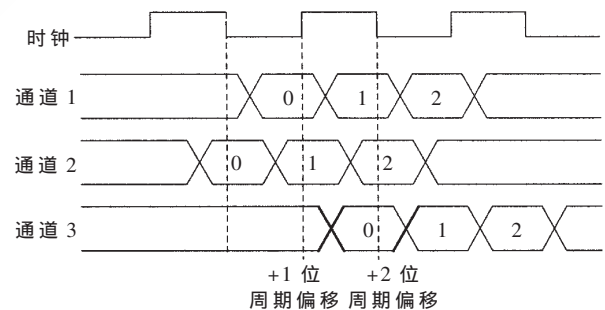 时钟
通道 1 0 1 2
通道 2 0 1 2
通道 3 0 1 2
+1 位 +2 位
周期偏移 周期偏移